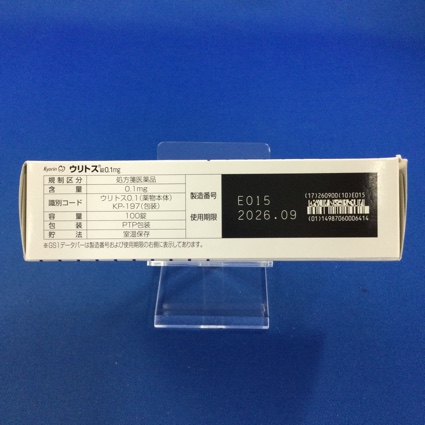 Kyorin ウリトス®錠0.1mg
規制区分 処方箋医薬品
含量 0.1mg
識別コード ウリトス0.1(薬物本体)
KP-197(包装)
容量 100錠
包装 PTP包装
貯法 室温保存
※GS1データバーは製造番号および使用期限の右側に表示しています。
製造番号 E015
使用期限 2026.09
(17)260900(10)E015
(01)14987060006414